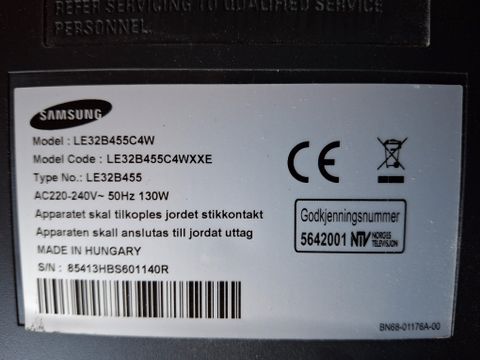 REFER SERVICING TO QUALIFIED SERVICE
PERSONNEL.
SAMSUNG
Model : LE32B455C4W
Model Code : LE32B455C4WXXE
Type No.: LE32B455
AC220-240V~ 50Hz 130W
Apparatet skal tilkoples jordet stikkontakt
Apparaten skall anslutas till jordat uttag
MADE IN HUNGARY
S/N : 85413HBS601140R
Godkjenningsnummer
5642001 NTV NORGES TELEVISJON
CE
BN68-01176A-00